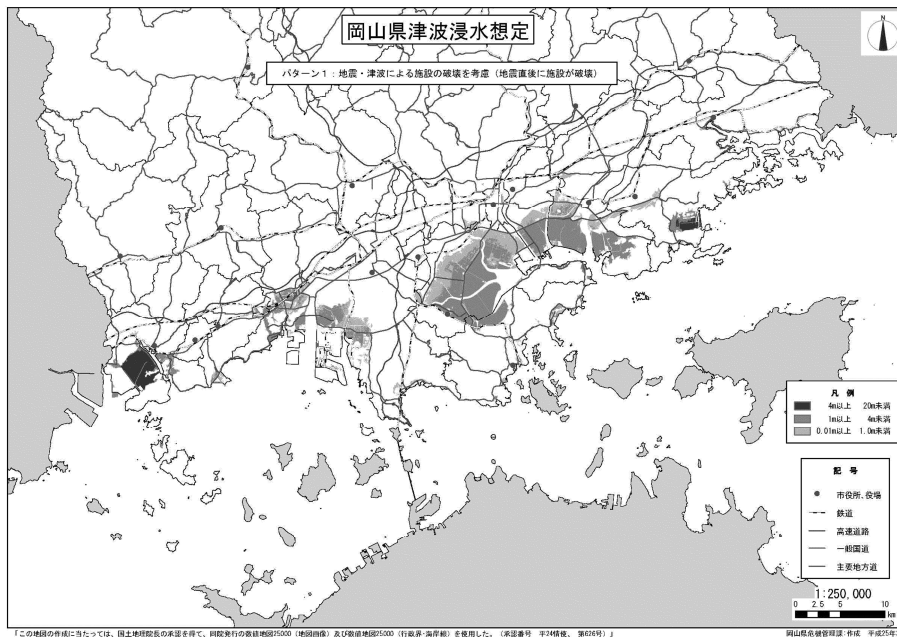 岡山県津波浸水想定
パターン1：地震・津波による施設の破壊を考慮（地震直後に施設が破壊）
凡 例
4m以上 20m未満
1m以上 4m未満
0.01m以上 1.0m未満
記 号
市役所、役場
鉄道
高速道路
一般国道
主要地方道
1:250,000
0 2.5 5 10
km
「この地図の作成に当たっては、国土地理院長の承認を得て、同院発行の数値地図25000（地図画像）及び数値地図25000（行政界・海岸線）を使用した。（承認番号 平24情使、 第626号）」
岡山県危機管理課：作成 平成25年